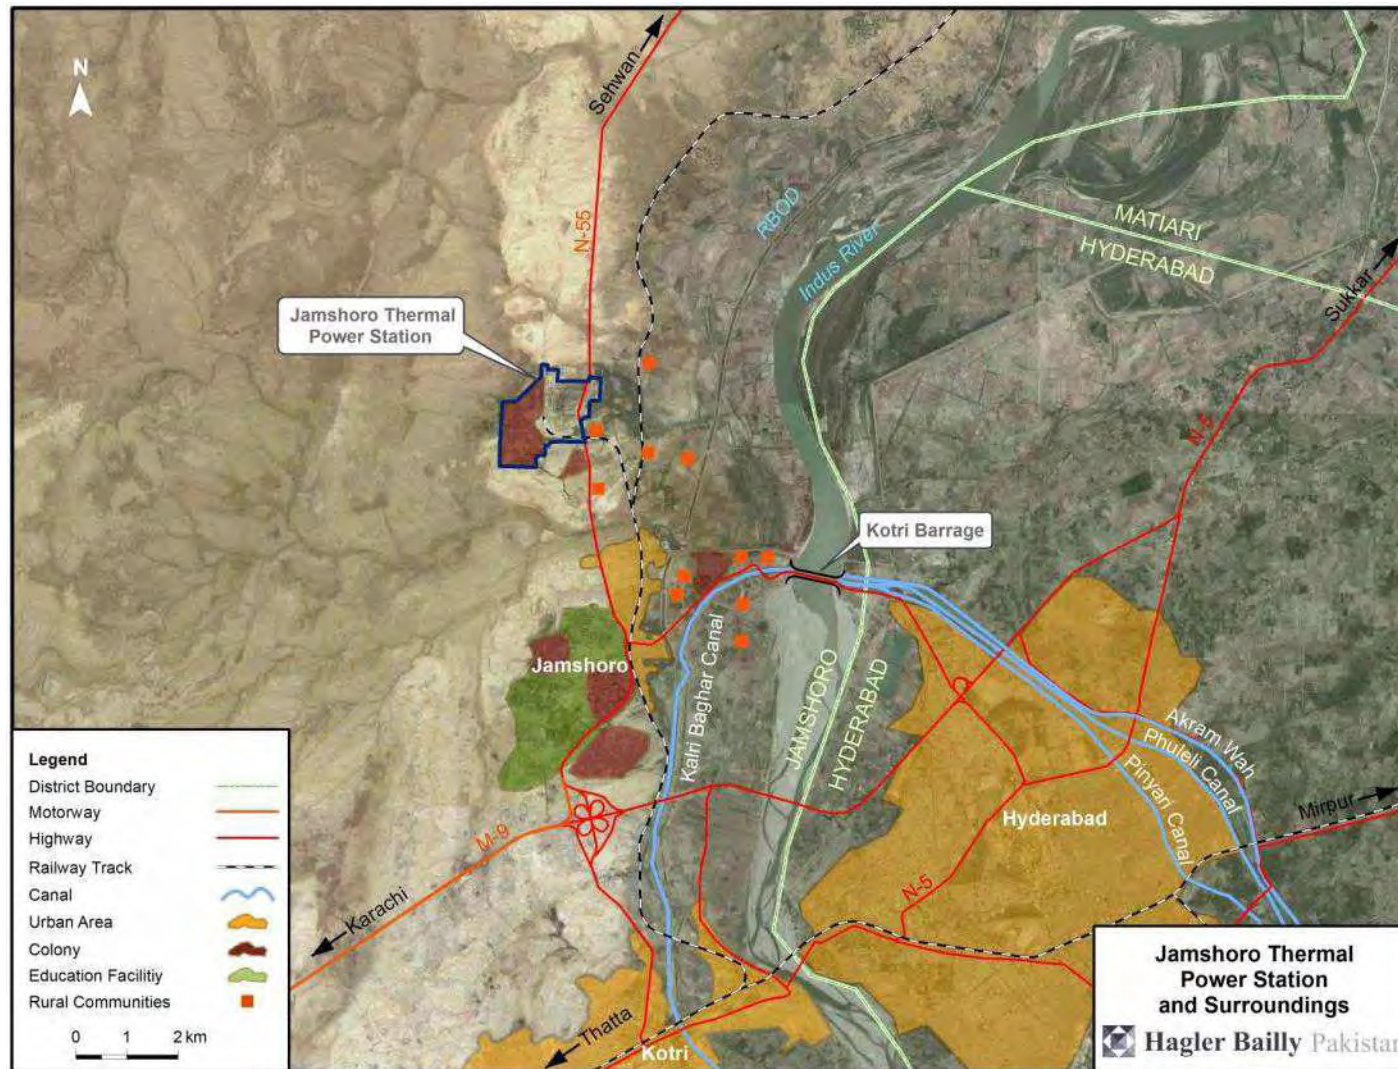 N
Sehwan
N-55
RBOD
Indus River
MATIARI
HYDERABAD
Sukkar
Jamshoro Thermal
Power Station
N-5
Kotri Barrage
Jamshoro
Kalri Baghar Canal
JAMSHORO
HYDERABAD
Akram Wah
Phuleli Canal
Pinyari Canal
Mirpur
Hyderabad
M-9
N-5
Karachi
Thatta
Kotri
Legend
District Boundary
Motorway
Highway
Railway Track
Canal
Urban Area
Colony
Education Facilitiy
Rural Communities
0 1 2 km
Jamshoro Thermal
Power Station
and Surroundings
Hagler Bailly Pakistan